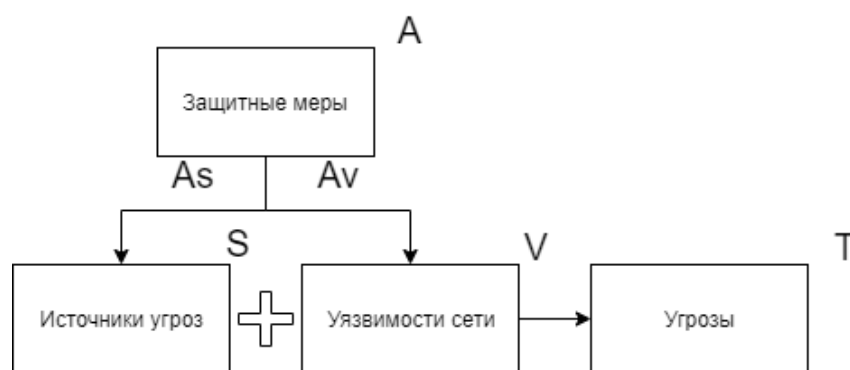 A
Защитные меры
As
Av
S
V
T
Источники угроз
Уязвимости сети
Угрозы